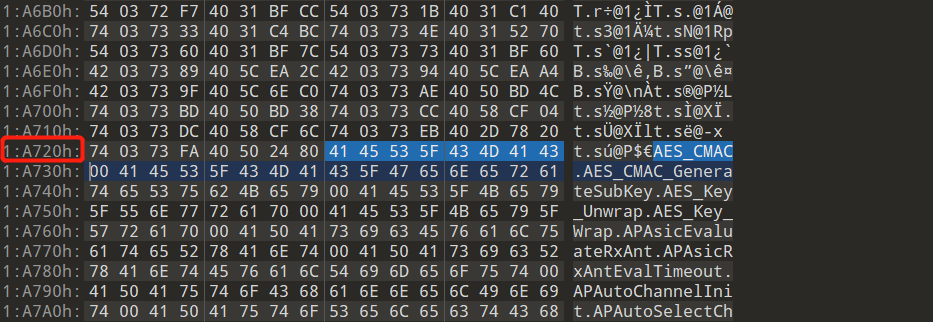 1:A6B0h: 54 03 72 F7 40 31 BF CC 54 03 73 1B 40 31 C1 40 T.r÷@1¿ÌT.s.@1Á@
1:A6C0h: 74 03 73 33 40 31 C4 BC 74 03 73 4E 40 31 52 70 t.s3@1Ä¼t.sN@1Rp
1:A6D0h: 54 03 73 60 40 31 BF 7C 54 03 73 73 40 31 BF 60 T.s`@1¿|T.ss@1¿`
1:A6E0h: 42 03 73 89 40 5C EA 2C 42 03 73 94 40 5C EA A4 B.s‰@\ê,B.s”@\ê¤
1:A6F0h: 42 03 73 9F 40 5C 6E C0 74 03 73 AE 40 50 BD 4C B.sŸ@\nÀt.s®@P½L
1:A700h: 74 03 73 BD 40 50 BD 38 74 03 73 CC 40 58 CF 04 t.s½@P½8t.sÌ@XÏ.
1:A710h: 74 03 73 DC 40 58 CF 6C 74 03 73 EB 40 2D 78 20 t.sÜ@XÏlt.së@-x
1:A720h: 74 03 73 FA 40 50 24 80 41 45 53 5F 43 4D 41 43 t.sú@P$€AES_CMAC
1:A730h: 00 41 45 53 5F 43 4D 41 43 5F 47 65 6E 65 72 61 .AES_CMAC_Genera
1:A740h: 74 65 53 75 62 4B 65 79 00 41 45 53 5F 4B 65 79 teSubKey.AES_Key
1:A750h: 5F 55 6E 77 72 61 70 00 41 45 53 5F 4B 65 79 5F _Unwrap.AES_Key_
1:A760h: 57 72 61 70 00 41 50 41 73 69 63 45 76 61 6C 75 Wrap.APAsicEvalu
1:A770h: 61 74 65 52 78 41 6E 74 00 41 50 41 73 69 63 52 ateRxAnt.APAsicR
1:A780h: 78 41 6E 74 45 76 61 6C 54 69 6D 65 6F 75 74 00 xAntEvalTimeout.
1:A790h: 41 50 41 75 74 6F 43 68 61 6E 6E 65 6C 49 6E 69 APAutoChannelIni
1:A7A0h: 74 00 41 50 41 75 74 6F 53 65 6C 65 63 74 43 68 t.APAutoSelectCh